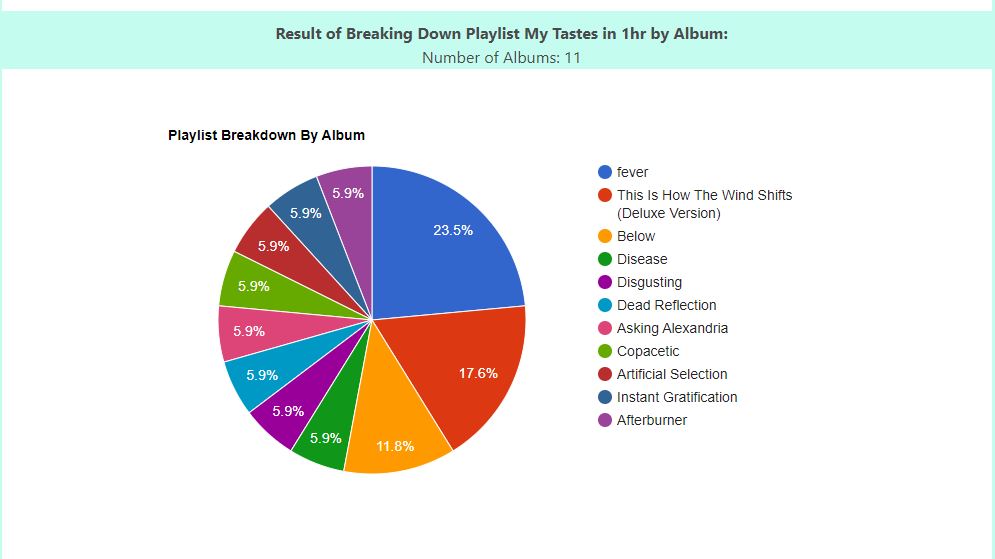 Result of Breaking Down Playlist My Tastes in 1hr by Album:
Number of Albums: 11
Playlist Breakdown By Album
23.5%
17.6%
11.8%
5.9%
5.9%
5.9%
5.9%
5.9%
5.9%
5.9%
5.9%
fever
This Is How The Wind Shifts
(Deluxe Version)
Below
Disease
Disgusting
Dead Reflection
Asking Alexandria
Copacetic
Artificial Selection
Instant Gratification
Afterburner